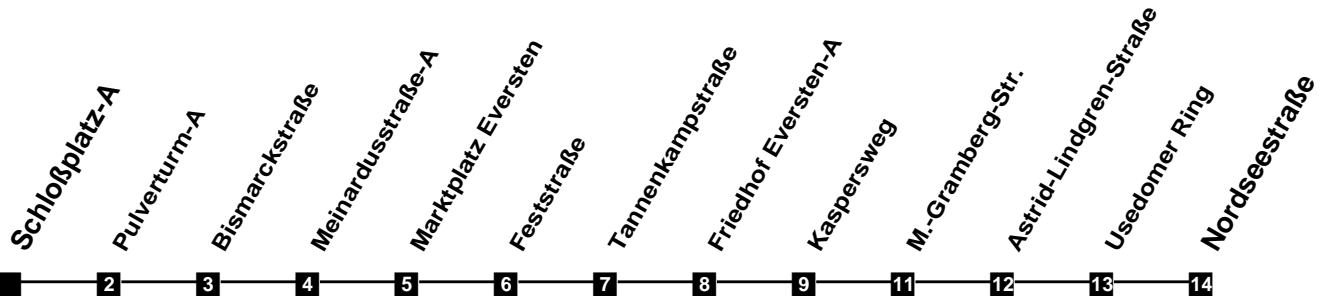 Schloßplatz-A
Pulverturm-A
Bismarckstraße
Meinardusstraße-A
Marktplatz Eversten
Feststraße
Tannenkampstraße
Friedhof Eversten-A
Kaspersweg
M.-Gramberg-Str.
Astrid-Lindgren-Straße
Usedomer Ring
Nordseestraße
2 3 4 5 6 7 8 9 11 12 13 14